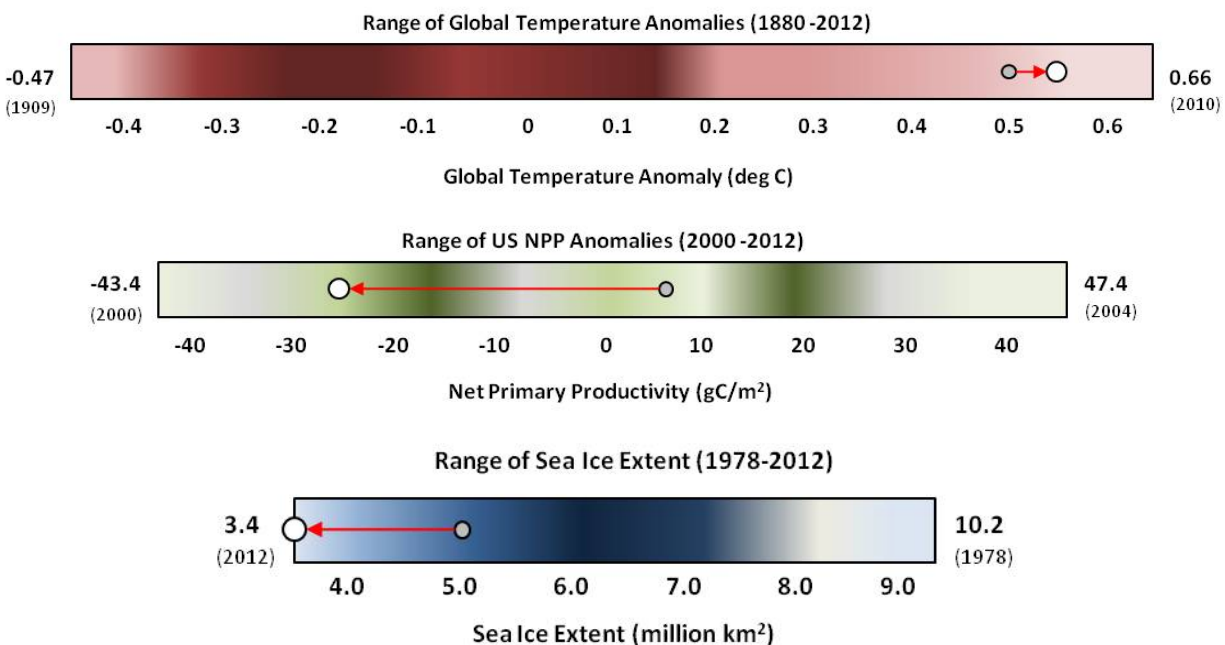 Range of Global Temperature Anomalies (1880 -2012)
-0.47
(1909)
0.66
(2010)
-0.4 -0.3 -0.2 -0.1 0 0.1 0.2 0.3 0.4 0.5 0.6
Global Temperature Anomaly (deg C)
Range of US NPP Anomalies (2000 -2012)
-43.4
(2000)
47.4
(2004)
-40 -30 -20 -10 0 10 20 30 40
Net Primary Productivity (gC/m²)
Range of Sea Ice Extent (1978-2012)
3.4
(2012)
10.2
(1978)
4.0 5.0 6.0 7.0 8.0 9.0
Sea Ice Extent (million km²)